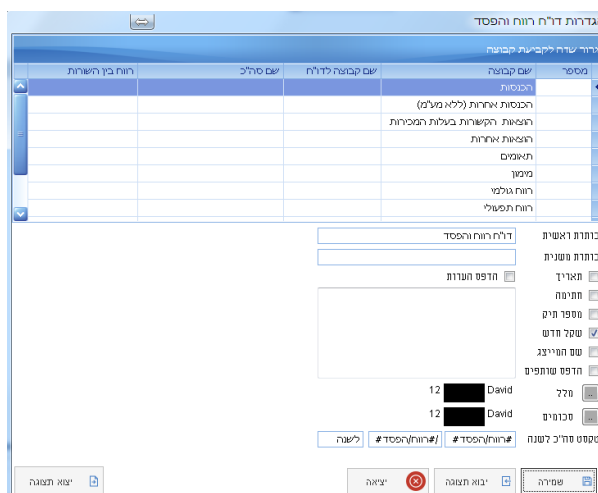 גדרות דו"ח רווח והפסד
גרור שדה לקביעת קבוצה
מספר שם קבוצה שם קבוצה לדו"ח שם סה"כ רווח בין השורות
הכנסות
הכנסות אחרות (ללא מע"מ)
הוצאות הקשורות בעלות המכירות
הוצאות אחרות
תאומים
מימון
רווח גולמי
רווח תפעולי
כותרת ראשית דו"ח רווח והפסד
כותרת משנית
תאריך הדפס הערות
חתימה
מספר תיק
שקל חדש
שם המייצג
הדפס שותפים
מלל .. David 12
סכומים .. David 12
טקסט סה"כ לשנה #רווח/הפסד# /#רווח/הפסד# לשנה
שמירה יבוא תצוגה יציאה יצוא תצוגה